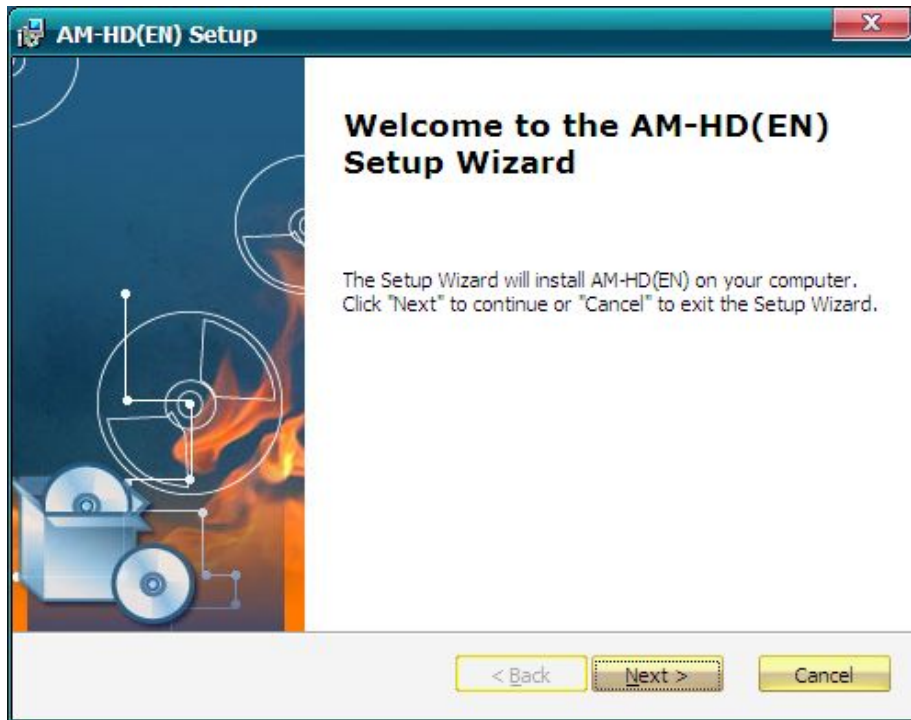 AM-HD(EN) Setup
X
Welcome to the AM-HD(EN)
Setup Wizard
The Setup Wizard will install AM-HD(EN) on your computer.
Click "Next" to continue or "Cancel" to exit the Setup Wizard.
< Back
Next >
Cancel